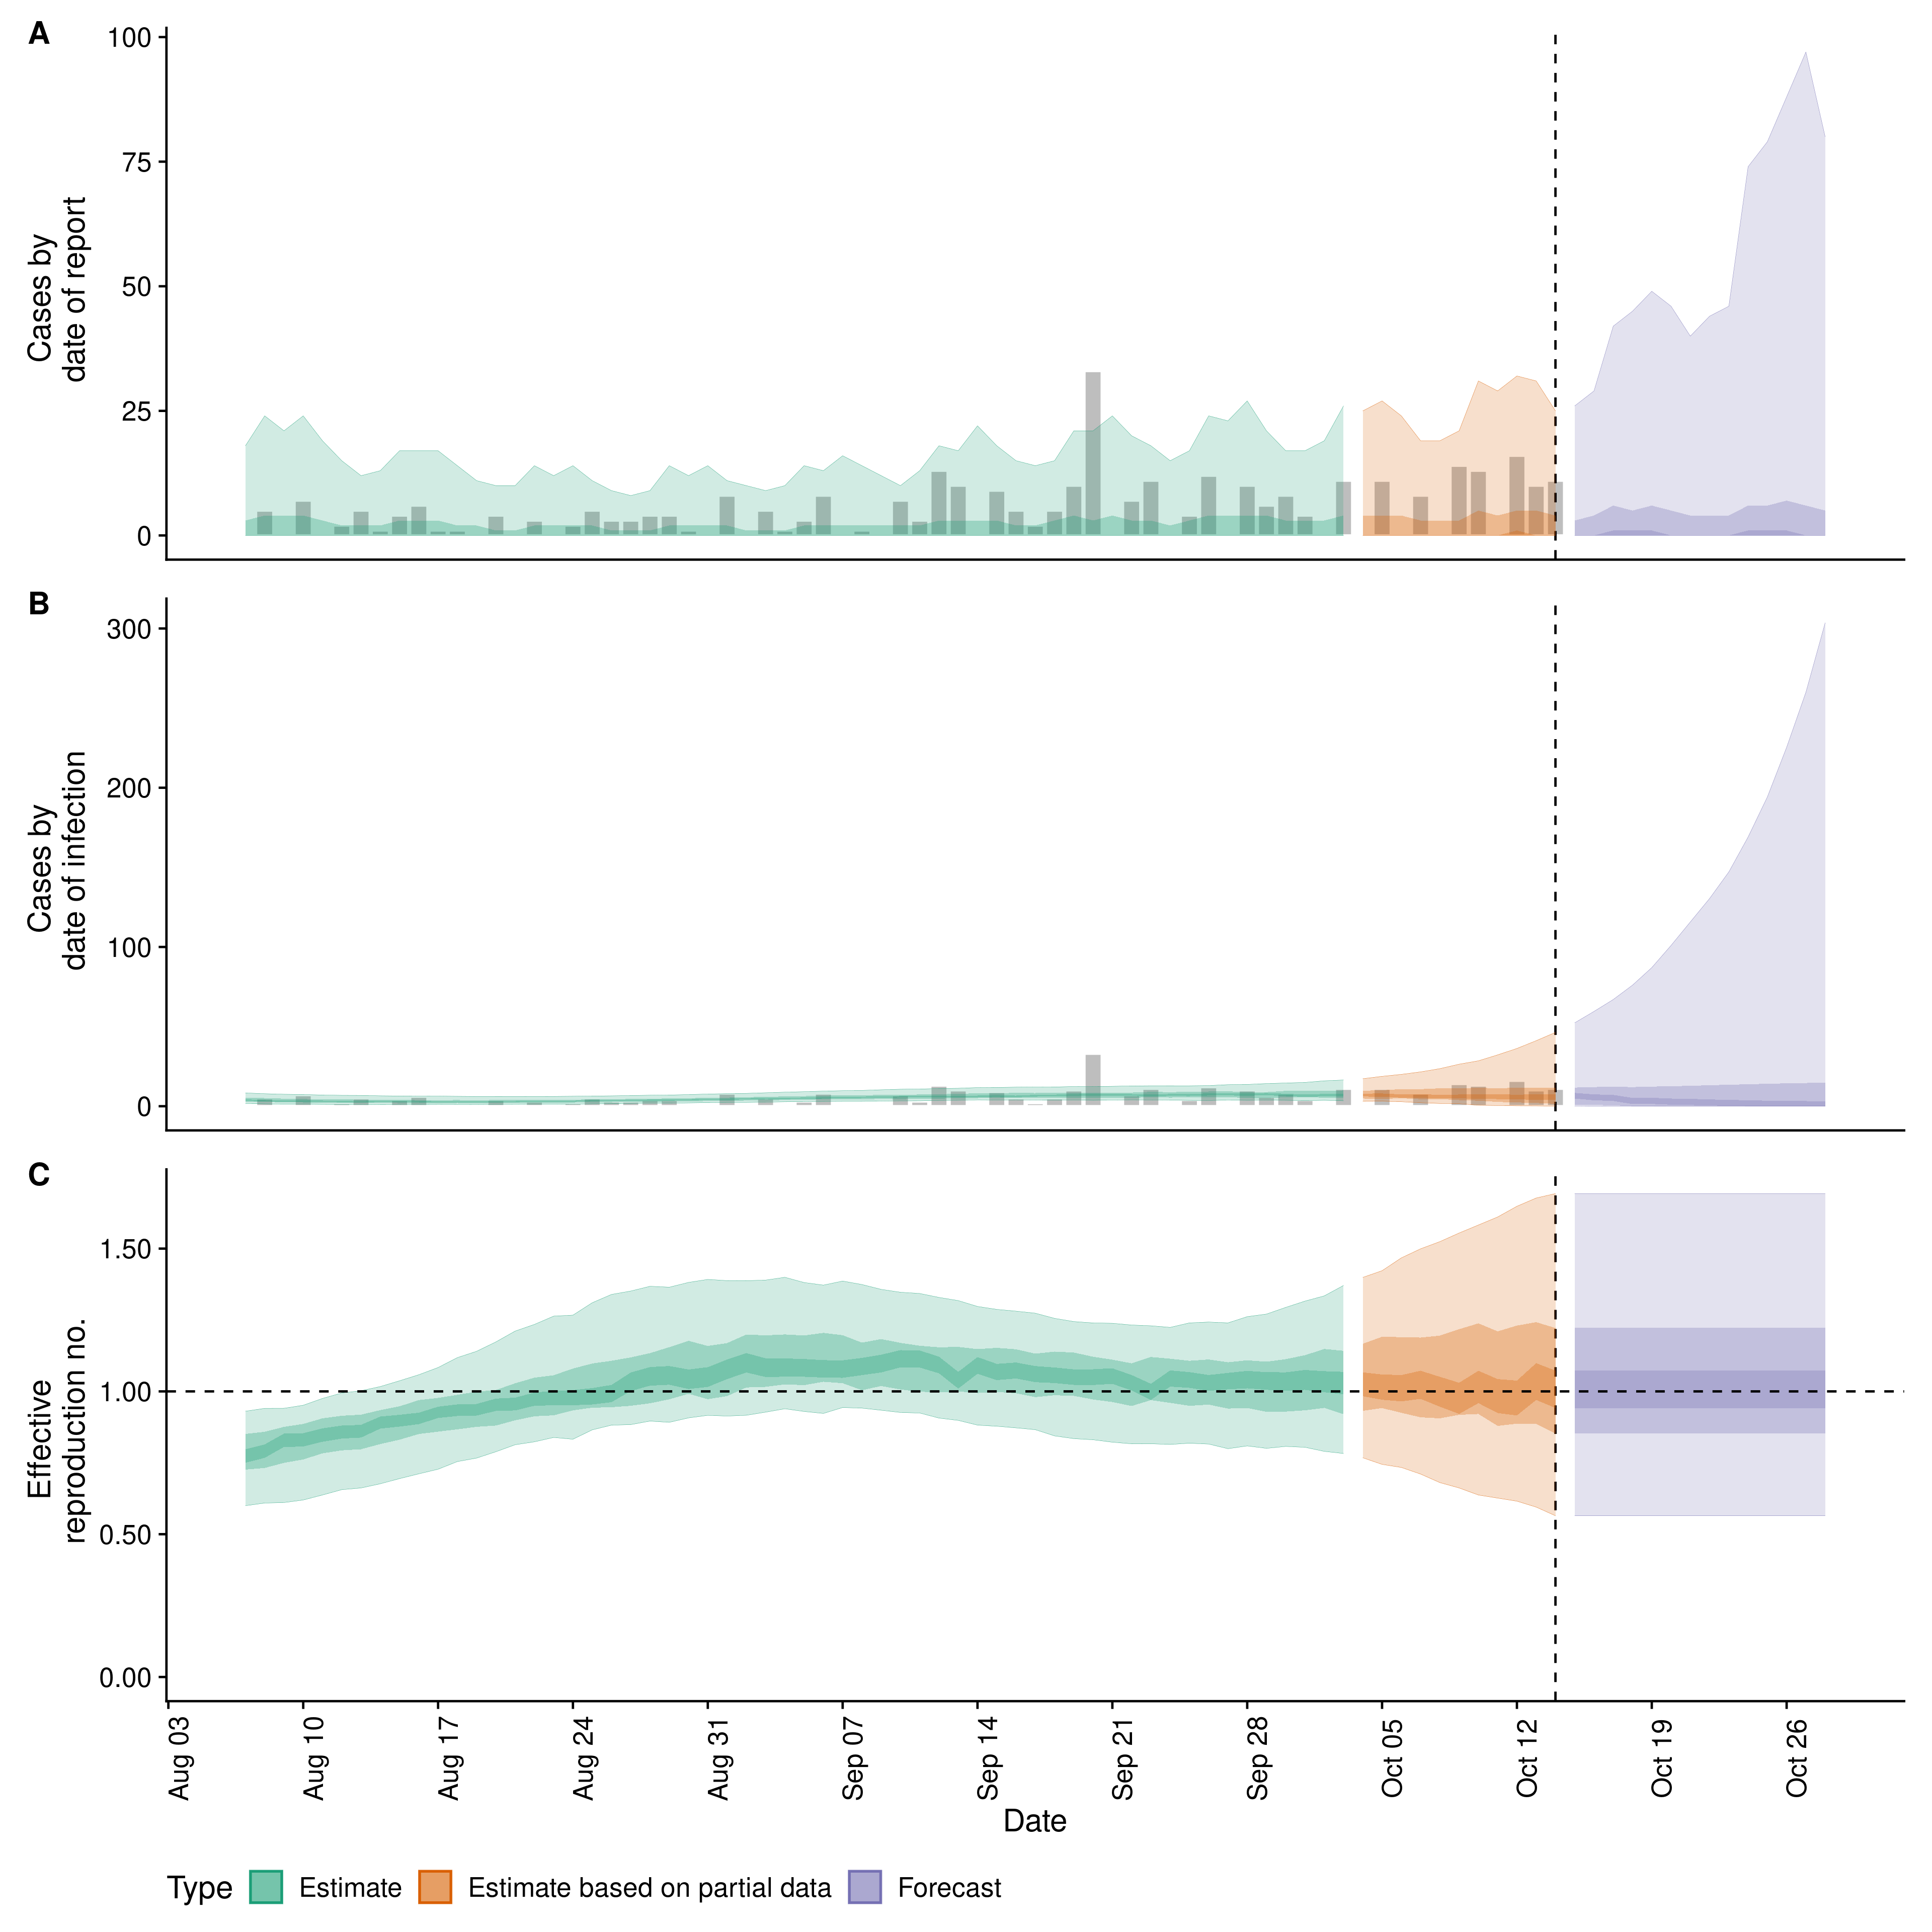 A
Cases by
date of report
100
75
50
25
0
B
Cases by
date of infection
300
200
100
0
C
Effective
reproduction no.
1.50
1.00
0.50
0.00
Aug 03
Aug 10
Aug 17
Aug 24
Aug 31
Sep 07
Sep 14
Sep 21
Sep 28
Oct 05
Oct 12
Oct 19
Oct 26
Date
Type Estimate Estimate based on partial data Forecast